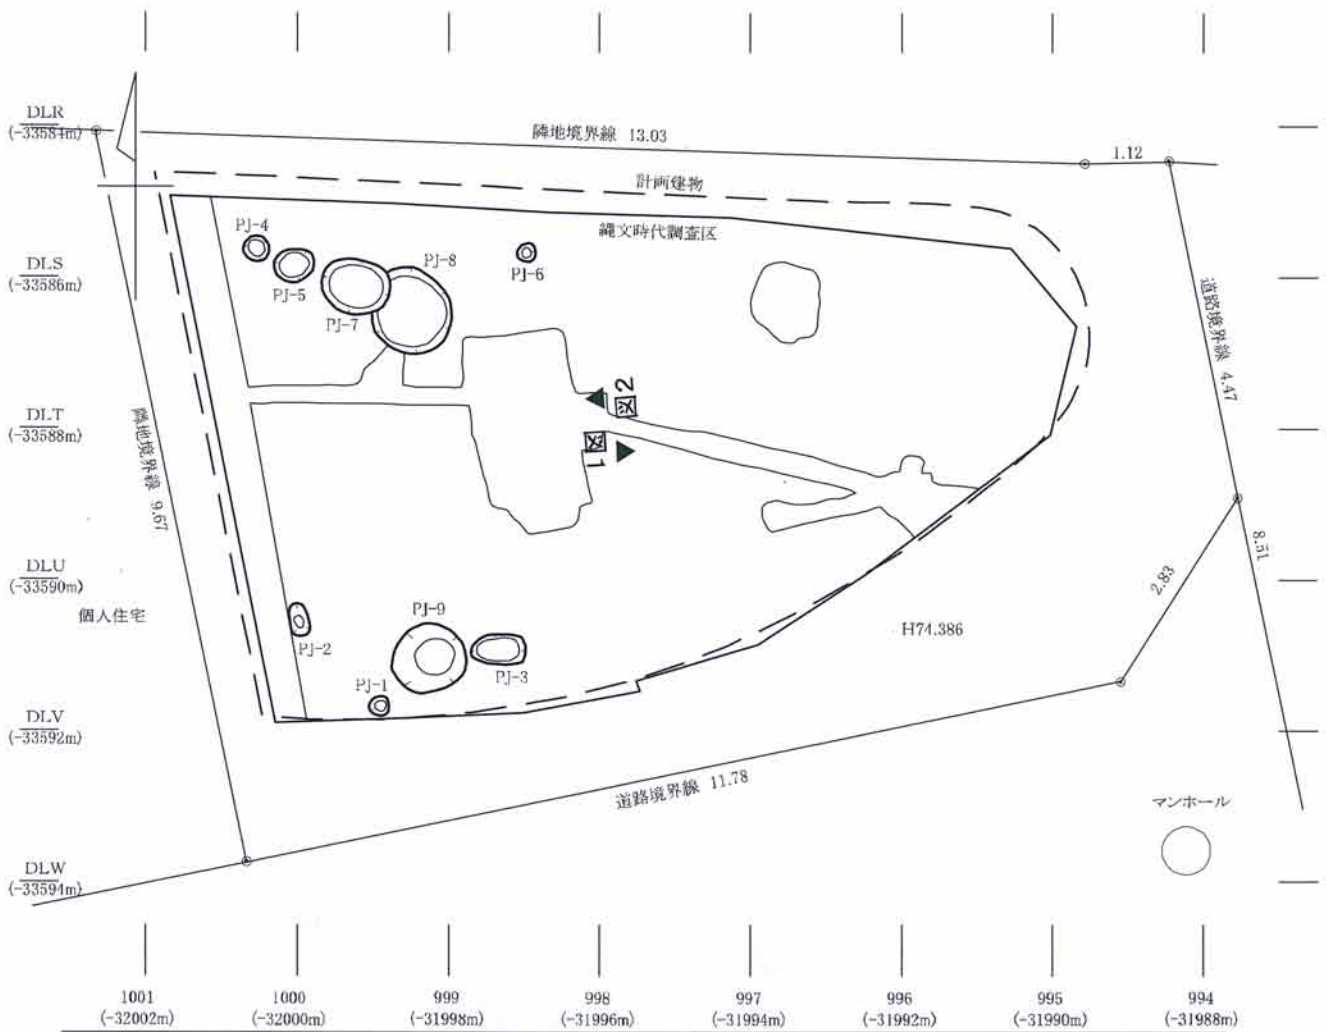 DLR
(-33584m)
隣地境界線 13.03
1.12
計画建物
縄文時代調査区
PJ-4
PJ-8
PJ-6
DLS
(-33586m)
PJ-5
PJ-7
道路境界線 4.47
図2
DLT
(-33588m)
図1
隣地境界線 9.67
8.51
DLU
(-33590m)
2.83
個人住宅
PJ-9
H74.386
PJ-2
PJ-3
PJ-1
DLV
(-33592m)
道路境界線 11.78
マンホール
DLW
(-33594m)
1001
(-32002m)
1000
(-32000m)
999
(-31998m)
998
(-31996m)
997
(-31994m)
996
(-31992m)
995
(-31990m)
994
(-31988m)